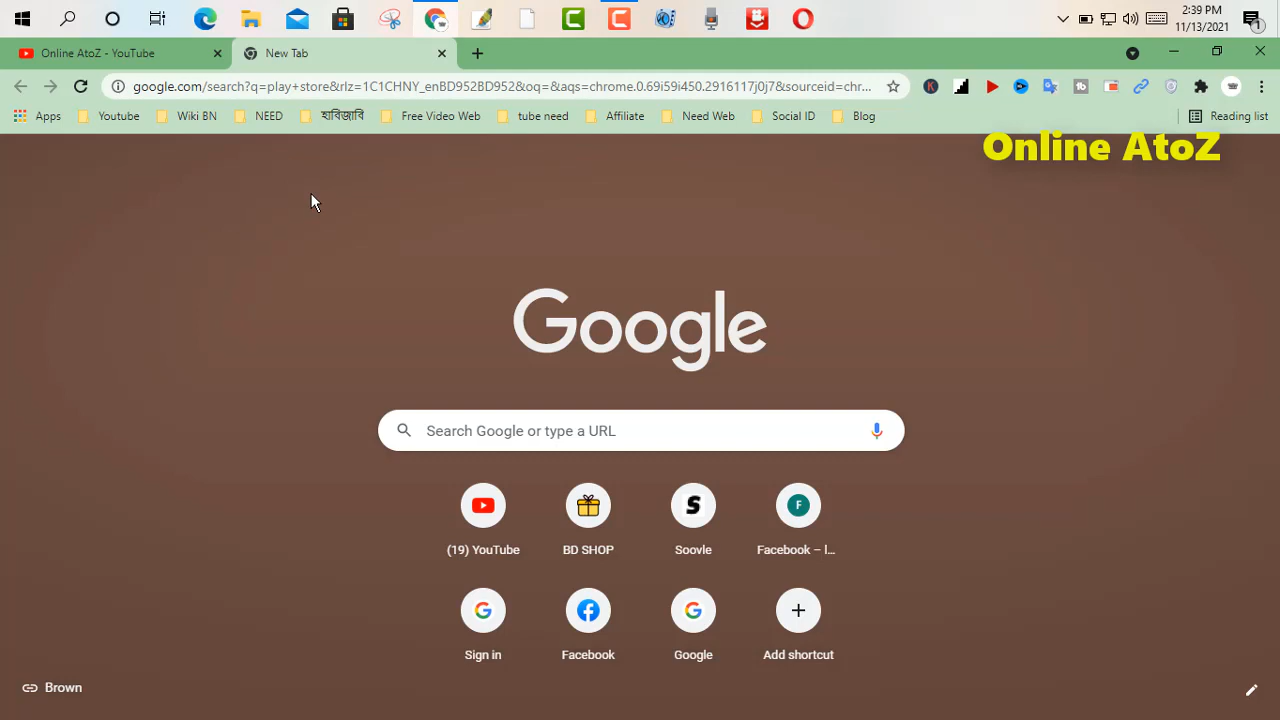 2:39 PM
11/13/2021
1
Online AtoZ - YouTube
New Tab
google.com/search?q=play+store&rlz=1C1CHNY_enBD952BD952&oq=&aqs=chrome.0.69i59i450.2916117j0j7&sourceid=chr...
Apps
Youtube
Wiki BN
NEED
হাবিজাবি
Free Video Web
tube need
Affiliate
Need Web
Social ID
Blog
Reading list
Online AtoZ
Google
Search Google or type a URL
(19) YouTube
BD SHOP
Soovle
Facebook – l...
Sign in
Facebook
Google
Add shortcut
Brown